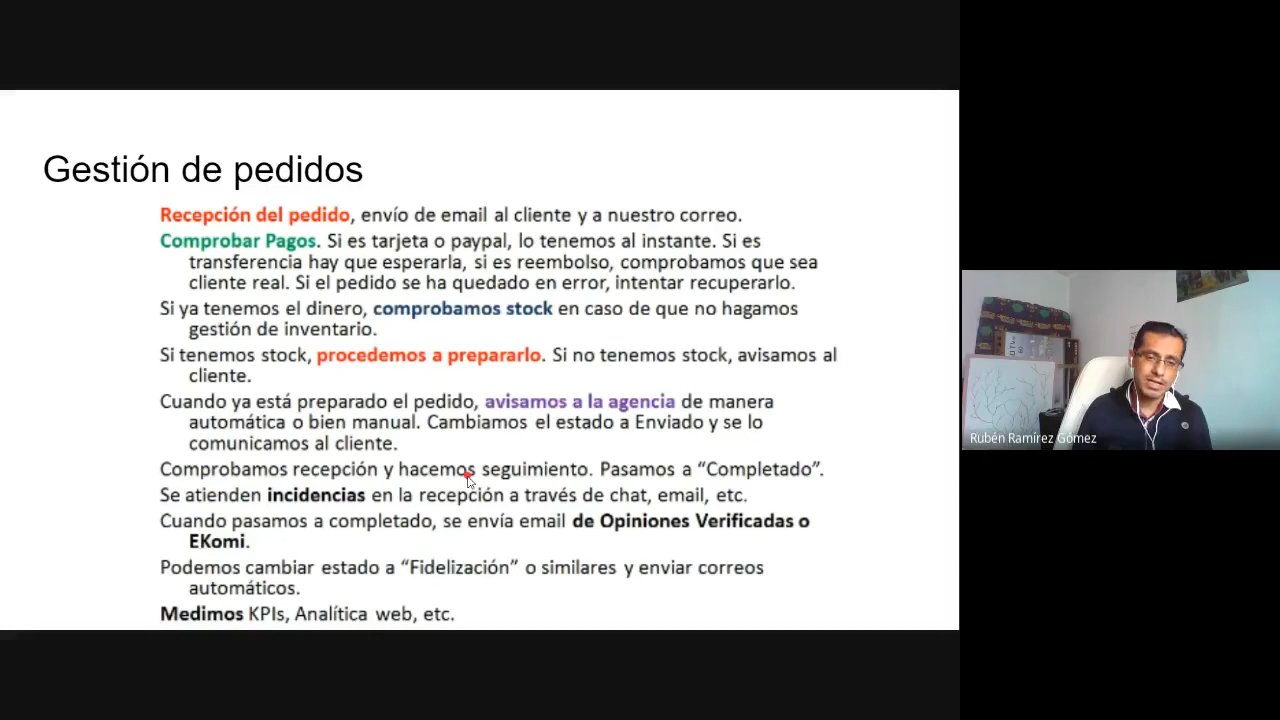 Gestión de pedidos
Recepción del pedido, envío de email al cliente y a nuestro correo.
Comprobar Pagos. Si es tarjeta o paypal, lo tenemos al instante. Si es
transferencia hay que esperarla, si es reembolso, comprobamos que sea
cliente real. Si el pedido se ha quedado en error, intentar recuperarlo.
Si ya tenemos el dinero, comprobamos stock en caso de que no hagamos
gestión de inventario.
Si tenemos stock, procedemos a prepararlo. Si no tenemos stock, avisamos al
cliente.
Cuando ya está preparado el pedido, avisamos a la agencia de manera
automática o bien manual. Cambiamos el estado a Enviado y se lo
comunicamos al cliente.
Comprobamos recepción y hacemos seguimiento. Pasamos a “Completado”.
Se atienden incidencias en la recepción a través de chat, email, etc.
Cuando pasamos a completado, se envía email de Opiniones Verificadas o
EKomi.
Podemos cambiar estado a “Fidelización” o similares y enviar correos
automáticos.
Medimos KPIs, Analítica web, etc.
Rubén Ramírez Gómez